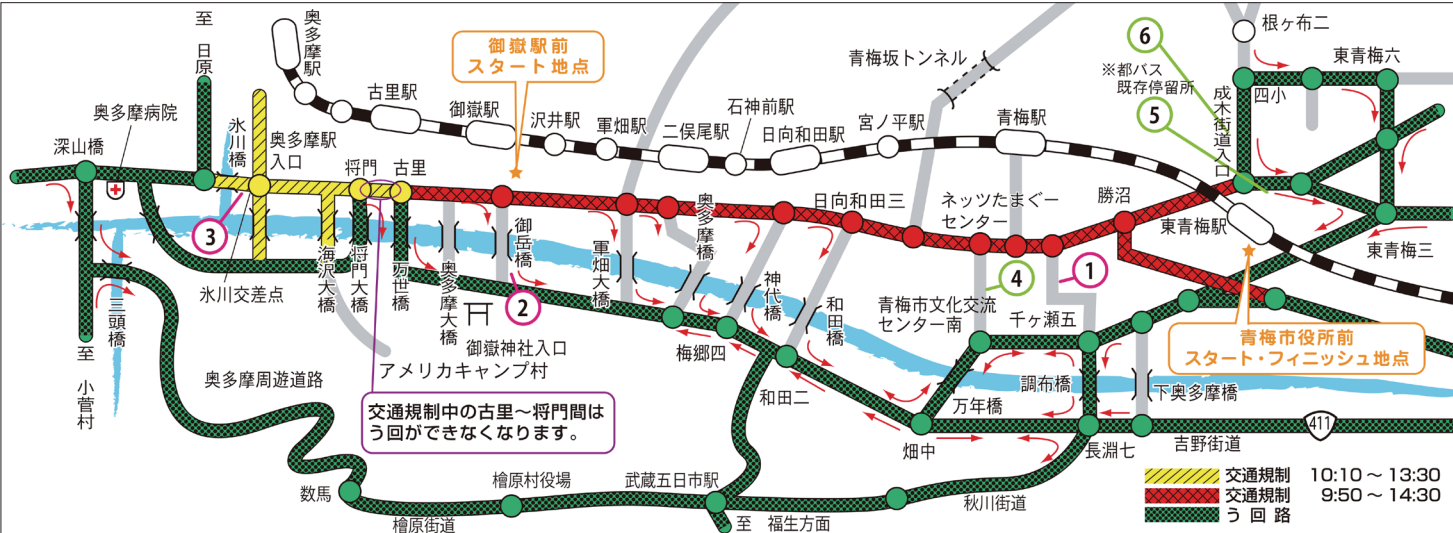 至 日原
奥多摩駅
御嶽駅前
スタート地点
青梅坂トンネル
6
※都バス
既存停留所
5
根ヶ布二
東青梅六
四小
成木街道入口
奥多摩病院
深山橋
氷川橋
奥多摩駅
入口
古里駅
御嶽駅
沢井駅
軍畑駅
二俣尾駅
石神前駅
日向和田駅
宮ノ平駅
青梅駅
将門
古里
3
奥多摩橋
日向和田三
ネッツたまぐー
センター
勝沼
東青梅駅
東青梅三
氷川交差点
海沢大橋
将門大橋
万世橋
奥多摩大橋
御岳橋
2
軍畑大橋
神代橋
和田橋
4
1
青梅市文化交流
センター南
千ヶ瀬五
青梅市役所前
スタート・フィニッシュ地点
三頭橋
至 小菅村
奥多摩周遊道路
御嶽神社入口
アメリカキャンプ村
梅郷四
和田二
万年橋
調布橋
下奥多摩橋
交通規制中の古里～将門間は
う回ができなくなります。
畑中
長淵七
吉野街道
411
数馬
檜原村役場
武蔵五日市駅
檜原街道
至 福生方面
秋川街道
交通規制 10:10～13:30
交通規制 9:50～14:30
う回路